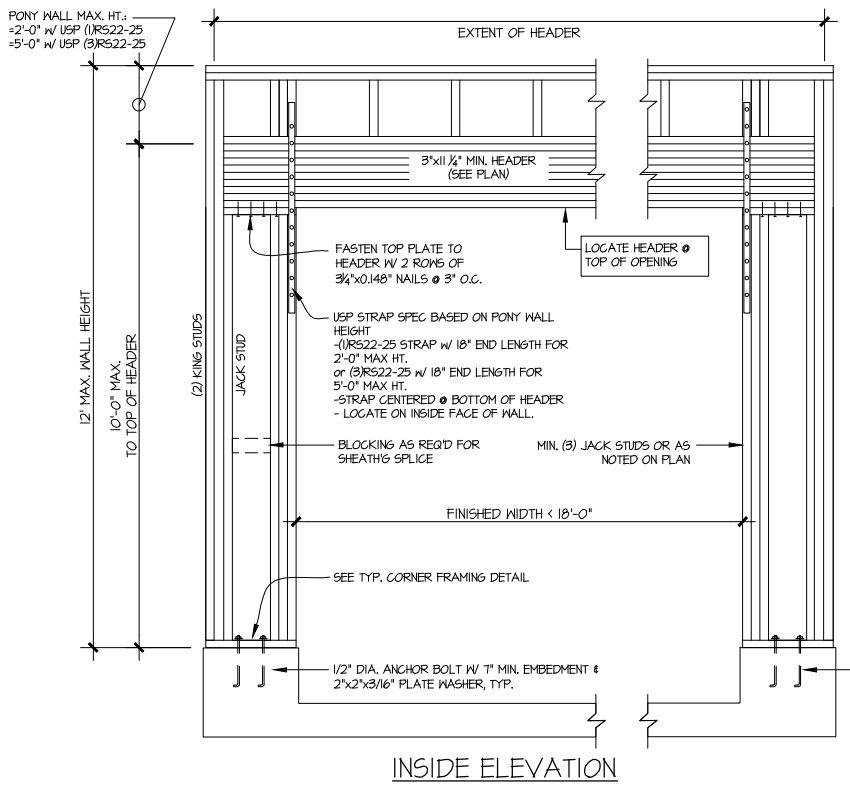 PONY WALL MAX. HT.:
=2'-0" W/ USP (1)RS22-25
=5'-0" W/ USP (3)RS22-25
EXTENT OF HEADER
3"x11 1/4" MIN. HEADER
(SEE PLAN)
FASTEN TOP PLATE TO
HEADER W/ 2 ROWS OF
3 1/4"x0.148" NAILS @ 3" O.C.
LOCATE HEADER @
TOP OF OPENING
12' MAX. WALL HEIGHT
10'-0" MAX.
TO TOP OF HEADER
(2) KING STUDS
JACK STUD
USP STRAP SPEC BASED ON PONY WALL
HEIGHT
-(1)RS22-25 STRAP W/ 18" END LENGTH FOR
2'-0" MAX HT.
or (3)RS22-25 w/ 18" END LENGTH FOR
5'-0" MAX HT.
-STRAP CENTERED @ BOTTOM OF HEADER
- LOCATE ON INSIDE FACE OF WALL.
BLOCKING AS REQ'D FOR
SHEATH'G SPLICE
MIN. (3) JACK STUDS OR AS
NOTED ON PLAN
FINISHED WIDTH < 18'-0"
SEE TYP. CORNER FRAMING DETAIL
1/2" DIA. ANCHOR BOLT W/ 7" MIN. EMBEDMENT &
2"x2"x3/16" PLATE WASHER, TYP.
INSIDE ELEVATION